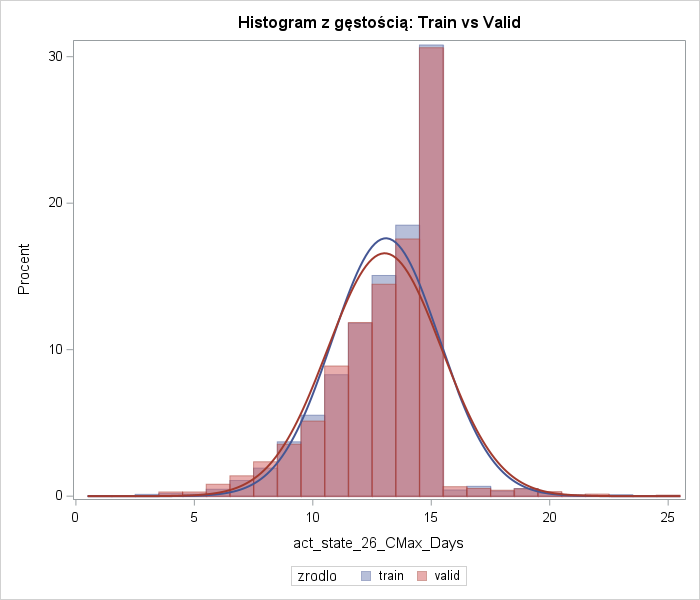 Histogram z gęstością: Train vs Valid
30
20
10
0
Procent
0 5 10 15 20 25
act_state_26_CMax_Days
zrodlo train valid